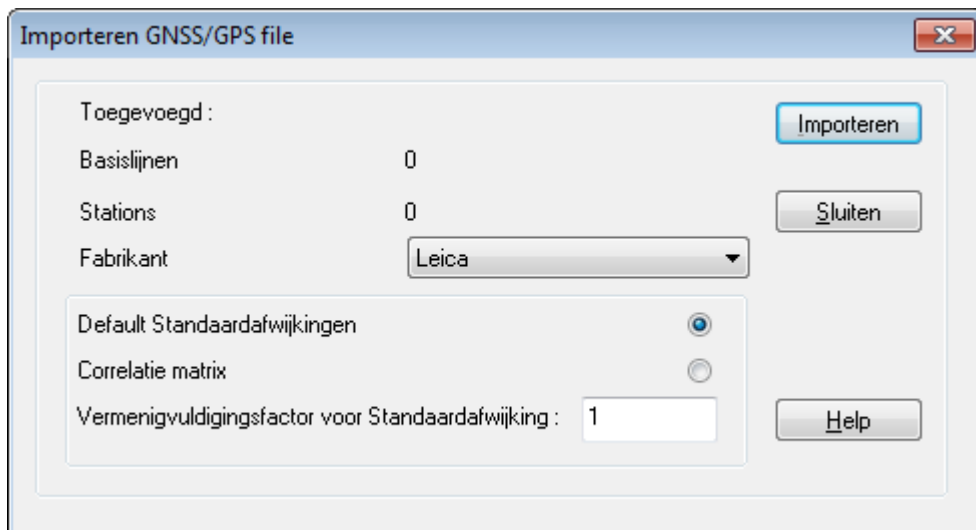 Importeren GNSS/GPS file
Toegevoegd :
Importeren
Basislijnen 0
Stations 0
Sluiten
Fabrikant Leica
Default Standaardafwijkingen
Correlatie matrix
Vermenigvuldigingsfactor voor Standaardafwijking : 1
Help